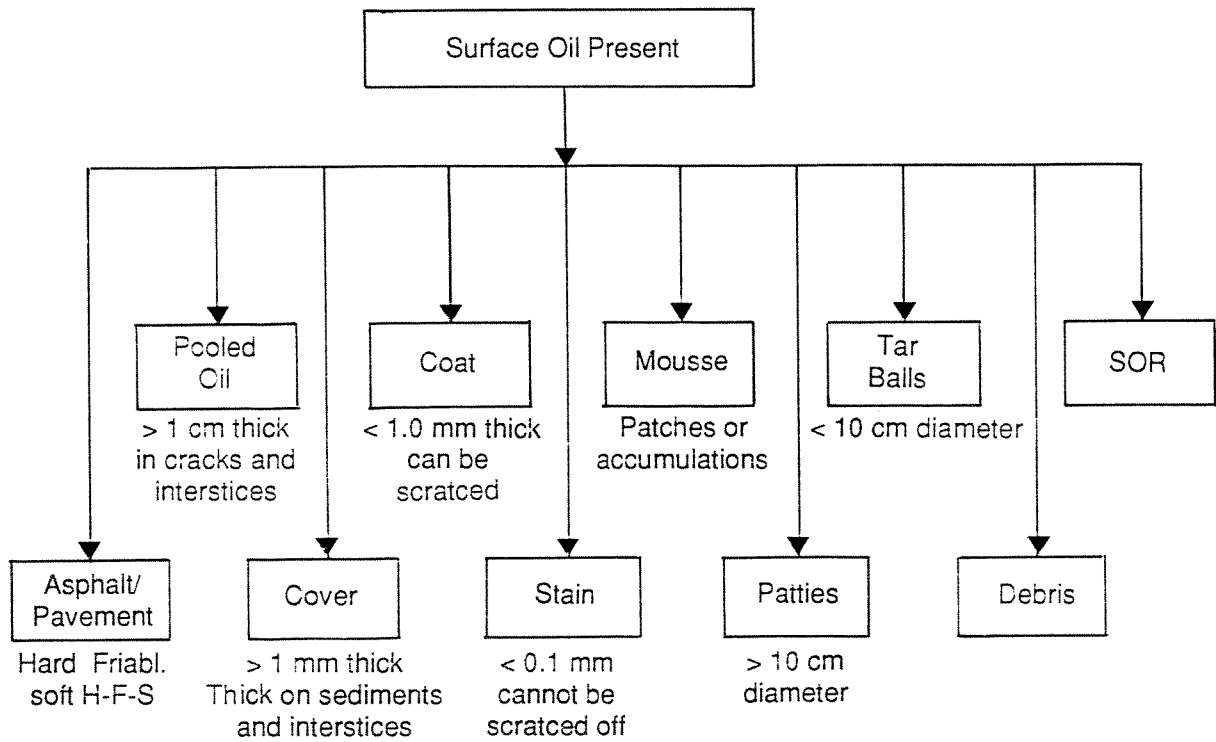 Surface Oil Present
Pooled
Oil
> 1 cm thick
in cracks and
interstices
Coat
< 1.0 mm thick
can be
scratced
Mousse
Patches or
accumulations
Tar
Balls
< 10 cm diameter
SOR
Asphalt/
Pavement
Hard Friabl.
soft H-F-S
Cover
> 1 mm thick
Thick on sediments
and interstices
Stain
< 0.1 mm
cannot be
scratced off
Patties
> 10 cm
diameter
Debris